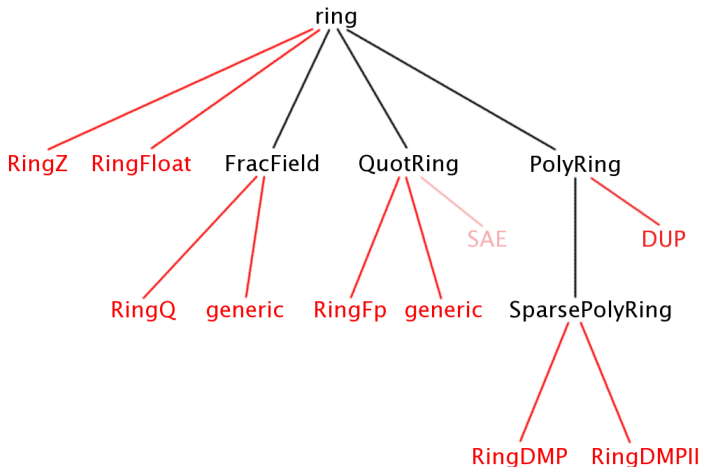 ring
RingZ RingFloat FracField QuotRing PolyRing
SAE DUP
RingQ generic RingFp generic SparsePolyRing
RingDMP RingDMPII